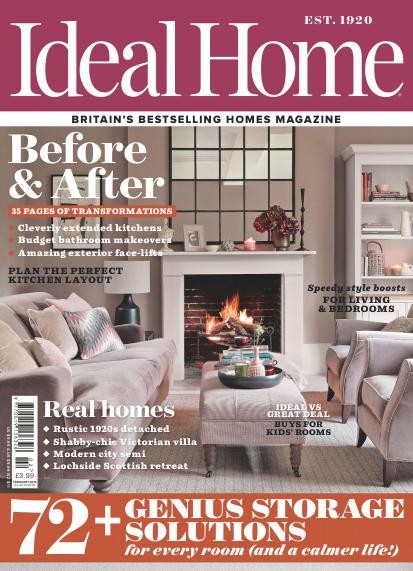 EST. 1920
Ideal Home
BRITAIN'S BESTSELLING HOMES MAGAZINE
Before
& After
35 PAGES OF TRANSFORMATIONS
Cleverly extended kitchens
Budget bathroom makeovers
Amazing exterior face-lifts
PLAN THE PERFECT
KITCHEN LAYOUT
Speedy style boosts
FOR LIVING
& BEDROOMS
Real homes
◆ Rustic 1920s detached
◆ Shabby-chic Victorian villa
◆ Modern city semi
◆ Lochside Scottish retreat
IDEAL VS
GREAT DEAL
BUYS FOR
KIDS' ROOMS
£3.99
72+ GENIUS STORAGE
SOLUTIONS
for every room (and a calmer life!)